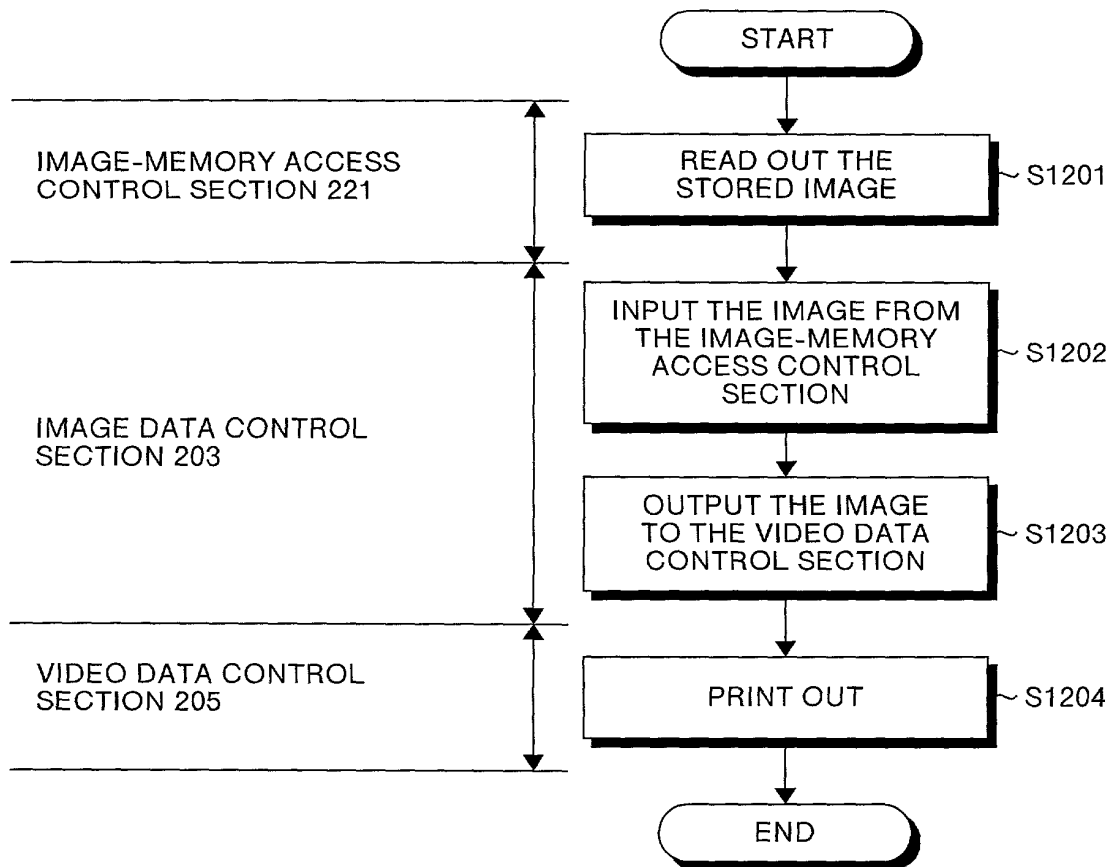 START
IMAGE-MEMORY ACCESS
CONTROL SECTION 221
READ OUT THE
STORED IMAGE
S1201
INPUT THE IMAGE FROM
THE IMAGE-MEMORY
ACCESS CONTROL
SECTION
S1202
IMAGE DATA CONTROL
SECTION 203
OUTPUT THE IMAGE
TO THE VIDEO DATA
CONTROL SECTION
S1203
VIDEO DATA CONTROL
SECTION 205
PRINT OUT
S1204
END